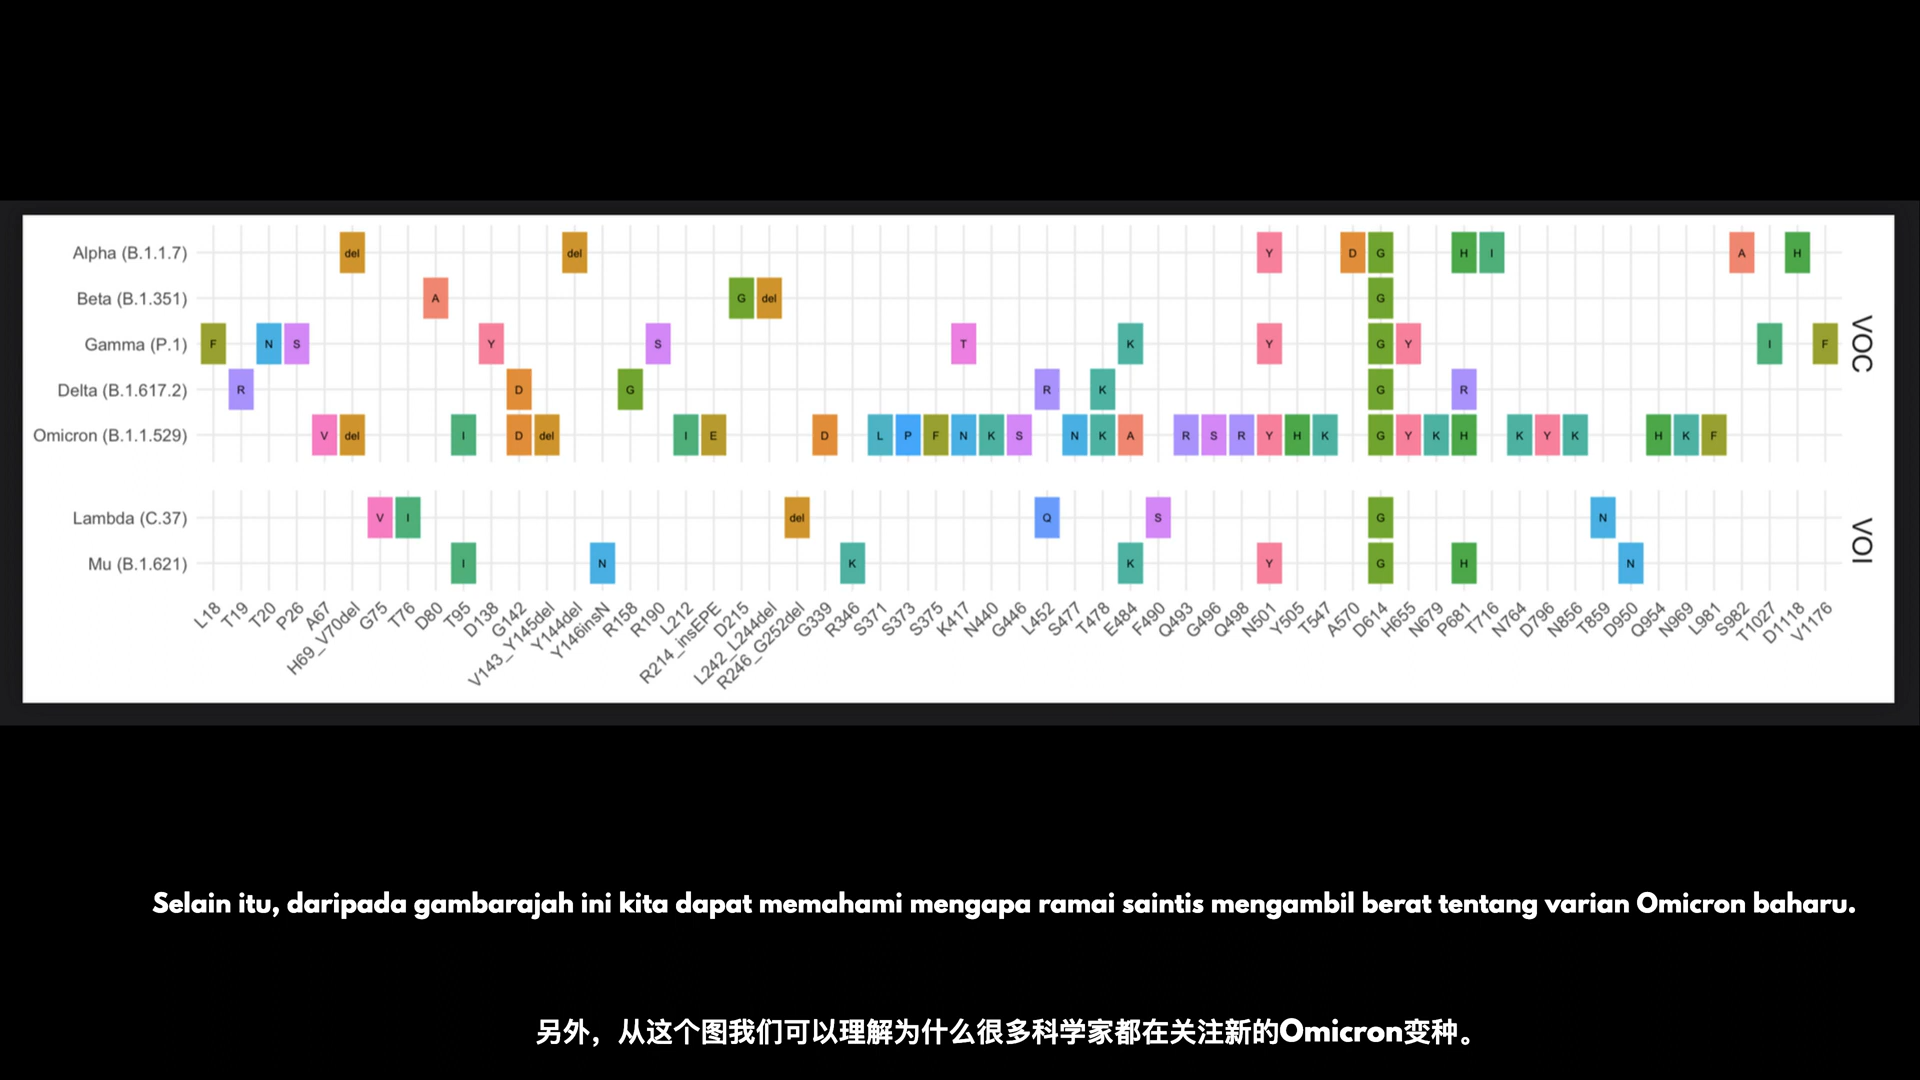 Alpha (B.1.1.7) del del Y D G H I A H
Beta (B.1.351) A G del G
Gamma (P.1) F N S Y S T K Y G Y I F
Delta (B.1.617.2) R D G R K G R
Omicron (B.1.1.529) V del I D del I E D L P F N K S N K A R S R Y H K G Y K H K Y K H K F
VOC
Lambda (C.37) V I del Q S G N
Mu (B.1.621) I N K K Y G H N
VOI
L18 T19 T20 P26 A67 H69_V70del G75 T76 D80 T95 D138 G142 V143_Y145del Y144del Y146insN R158 R190 L212 R214_insEPE D215 L242_L244del R246_G252del G339 R346 S371 S373 S375 K417 N440 G446 L452 S477 T478 E484 F490 Q493 G496 Q498 N501 Y505 T547 A570 D614 H655 N679 P681 T716 N764 D796 N856 T859 D950 Q954 N969 L981 S982 T1027 D1118 V1176
Selain itu, daripada gambarajah ini kita dapat memahami mengapa ramai saintis mengambil berat tentang varian Omicron baharu.
另外，从这个图我们可以理解为什么很多科学家都在关注新的Omicron变种。